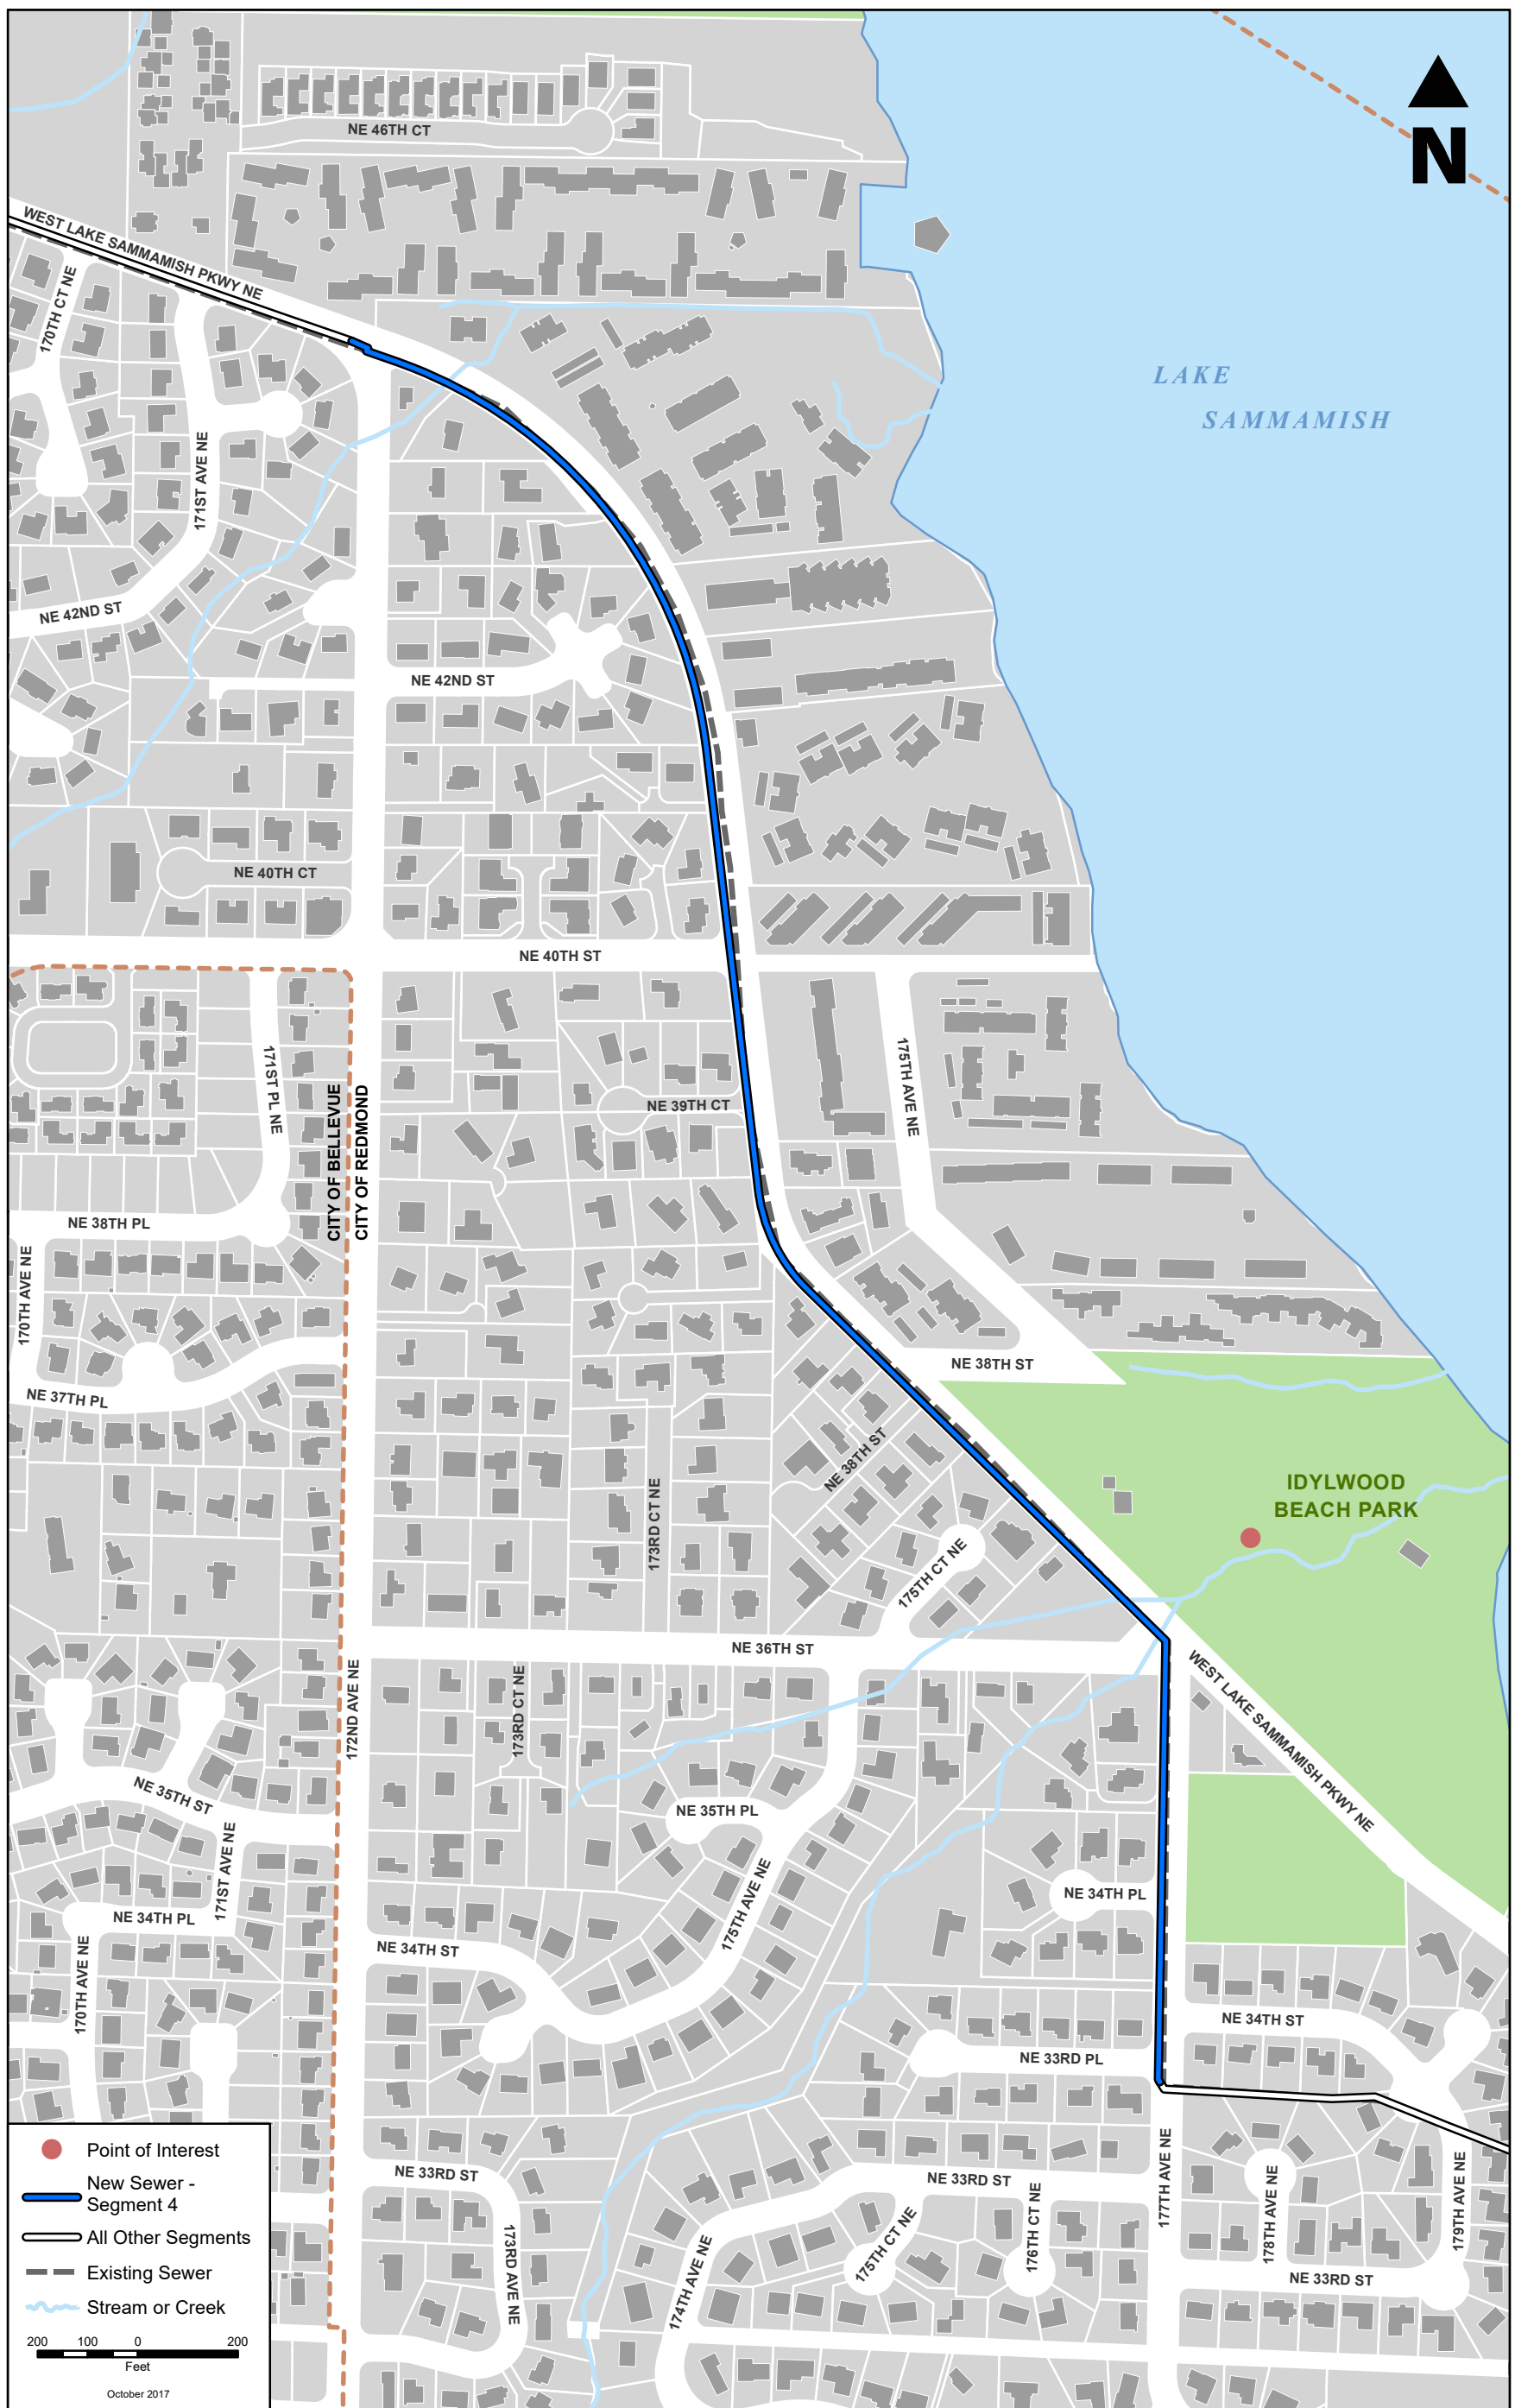 NE 46TH CT
N
WEST LAKE SAMMAMISH PKWY NE
170TH CT NE
LAKE
SAMMAMISH
171ST AVE NE
NE 42ND ST
NE 42ND ST
NE 40TH CT
NE 40TH ST
171ST PL NE
CITY OF BELLEVUE
CITY OF REDMOND
175TH AVE NE
NE 39TH CT
NE 38TH PL
170TH AVE NE
NE 38TH ST
NE 37TH PL
NE 38TH ST
IDYLWOOD
BEACH PARK
173RD CT NE
175TH CT NE
NE 36TH ST
172ND AVE NE
173RD CT NE
WEST LAKE SAMMAMISH PKWY NE
NE 35TH ST
NE 35TH PL
171ST AVE NE
175TH AVE NE
NE 34TH PL
NE 34TH PL
NE 34TH ST
170TH AVE NE
NE 34TH ST
NE 33RD PL
NE 33RD ST
NE 33RD ST
177TH AVE NE
178TH AVE NE
179TH AVE NE
173RD AVE NE
174TH AVE NE
175TH CT NE
176TH CT NE
NE 33RD ST
Point of Interest
New Sewer -
Segment 4
All Other Segments
Existing Sewer
Stream or Creek
200 100 0 200
Feet
October 2017